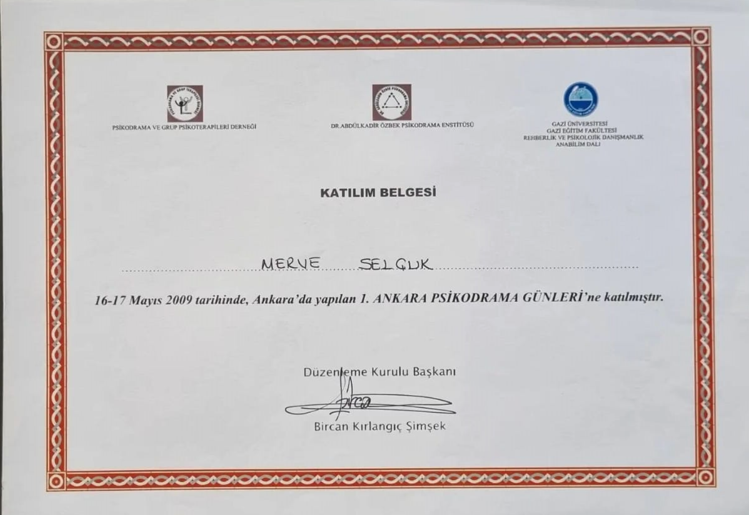 PSİKODRAMA VE GRUP PSİKOTERAPİLERİ DERNEĞİ
DR. ABDÜLKADİR ÖZBEK PSİKODRAMA ENSTİTÜSÜ
GAZİ ÜNİVERSİTESİ
GAZİ EĞİTİM FAKÜLTESİ
REHBERLİK VE PSİKOLOJİK DANIŞMANLIK
ANABİLİM DALI
KATILIM BELGESİ
MERVE SELÇUK
16-17 Mayıs 2009 tarihinde, Ankara'da yapılan 1. ANKARA PSİKODRAMA GÜNLERİ'ne katılmıştır.
Düzenleme Kurulu Başkanı
Bircan Kırlangıç Şimşek